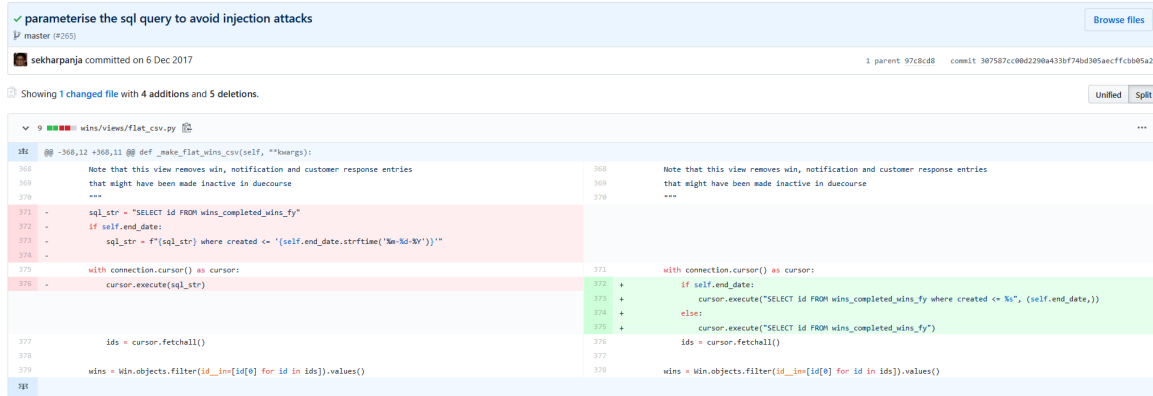 ✓ parameterise the sql query to avoid injection attacks
Browse files
master (#265)
sekharpanja committed on 6 Dec 2017
1 parent 97c8cd8 commit 307587cc00d2290a433bf74bd305aecffcbb05a2
Showing 1 changed file with 4 additions and 5 deletions.
Unified Split
9 wins/views/flat_csv.py
@@ -368,12 +368,11 @@ def _make_flat_wins_csv(self, **kwargs):
368 Note that this view removes win, notification and customer response entries
369 that might have been made inactive in duecourse
370 """
371 - sql_str = "SELECT id FROM wins_completed_wins_fy"
372 - if self.end_date:
373 - sql_str = f"{sql_str} where created <= '{self.end_date.strftime('%m-%d-%Y')}'"
374 -
375 with connection.cursor() as cursor:
376 - cursor.execute(sql_str)
377 ids = cursor.fetchall()
378
379 wins = Win.objects.filter(id__in=[id[0] for id in ids]).values()
368 Note that this view removes win, notification and customer response entries
369 that might have been made inactive in duecourse
370 """
371 with connection.cursor() as cursor:
372 + if self.end_date:
373 + cursor.execute("SELECT id FROM wins_completed_wins_fy where created <= %s", (self.end_date,))
374 + else:
375 + cursor.execute("SELECT id FROM wins_completed_wins_fy")
376 ids = cursor.fetchall()
377
378 wins = Win.objects.filter(id__in=[id[0] for id in ids]).values()